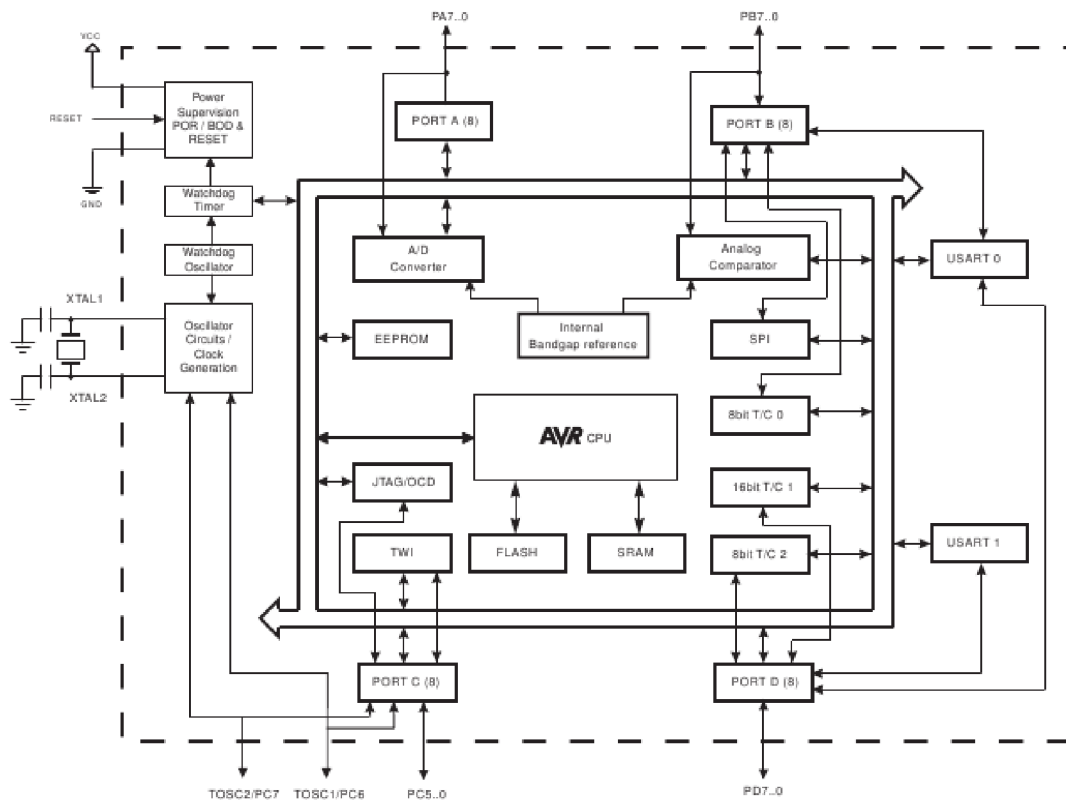 PA7..0
PB7..0
VCC
RESET
GND
Power
Supervision
POR / BOD &
RESET
PORT A (8)
PORT B (8)
Watchdog
Timer
Watchdog
Oscillator
A/D
Converter
Analog
Comparator
USART 0
XTAL1
Oscillator
Circuits /
Clock
Generation
XTAL2
Internal
Bandgap reference
EEPROM
SPI
8bit T/C 0
AVR CPU
JTAG/OCD
16bit T/C 1
TWI
FLASH
SRAM
8bit T/C 2
USART 1
PORT C (8)
PORT D (8)
TOSC2/PC7
TOSC1/PC6
PC5..0
PD7..0